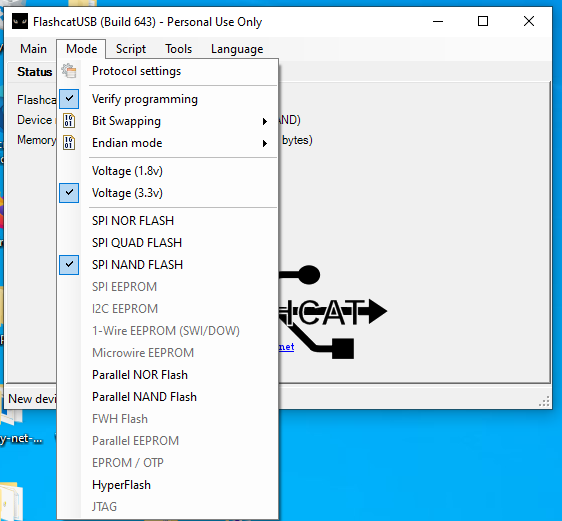 FlashcatUSB (Build 643) - Personal Use Only
Main Mode Script Tools Language
Status
Protocol settings
Flashca
Verify programming
Device
Bit Swapping
AND)
Memory
Endian mode
bytes)
Voltage (1.8v)
Voltage (3.3v)
SPI NOR FLASH
SPI QUAD FLASH
SPI NAND FLASH
SPI EEPROM
I2C EEPROM
HCAT
1-Wire EEPROM (SWI/DOW)
net
Microwire EEPROM
Parallel NOR Flash
New devi
Parallel NAND Flash
FWH Flash
y-net-...
Parallel EEPROM
EPROM / OTP
HyperFlash
JTAG